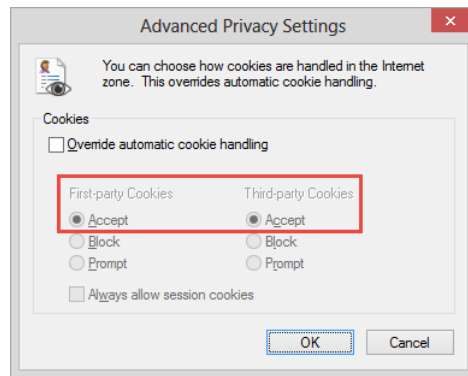 Advanced Privacy Settings
You can choose how cookies are handled in the Internet
zone. This overrides automatic cookie handling.
Cookies
Override automatic cookie handling
First-party Cookies Third-party Cookies
Accept Accept
Block Block
Prompt Prompt
Always allow session cookies
OK Cancel